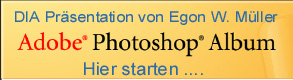 DIA Präsentation von Egon W. Müller
Adobe® Photoshop® Album
Hier starten ....